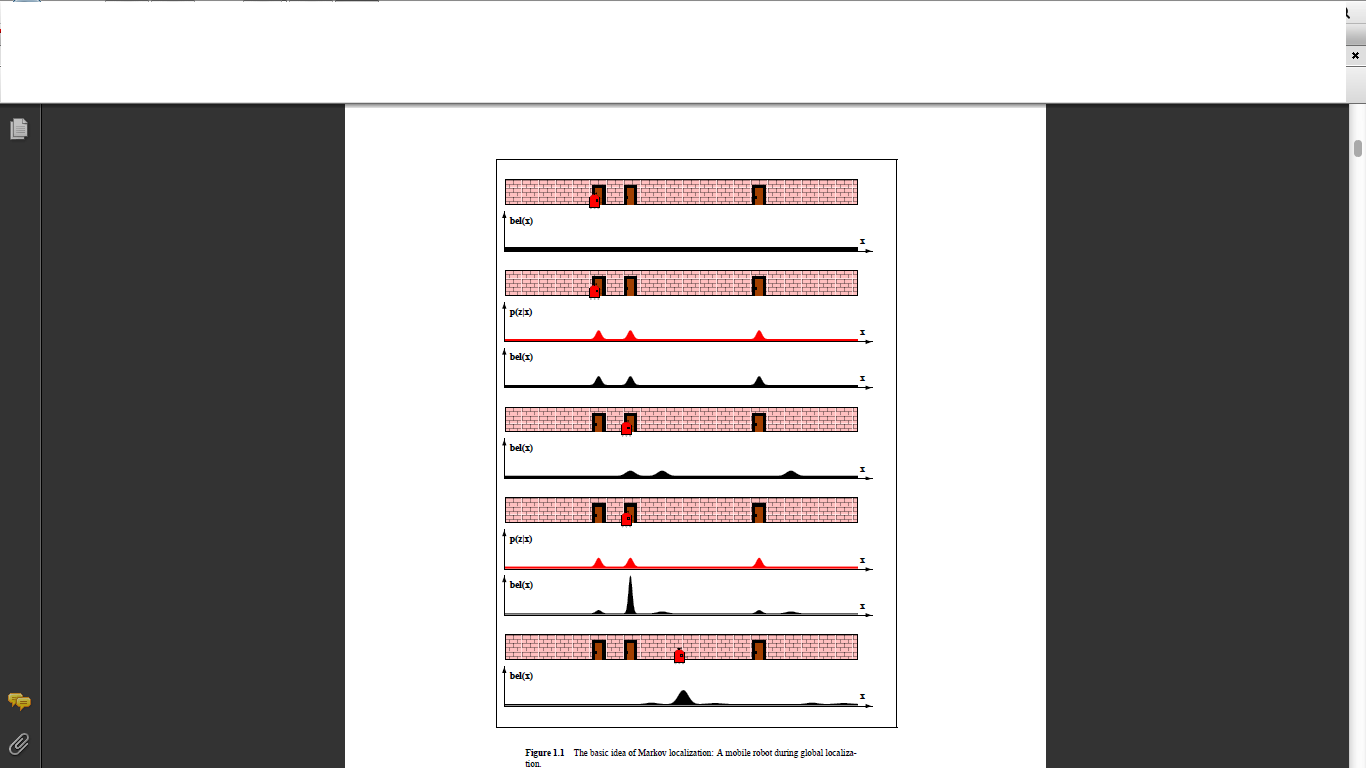 bel(x)
x
p(z|x)
x
bel(x)
x
bel(x)
x
p(z|x)
x
bel(x)
x
bel(x)
x
Figure 1.1 The basic idea of Markov localization: A mobile robot during global localiza-
tion.